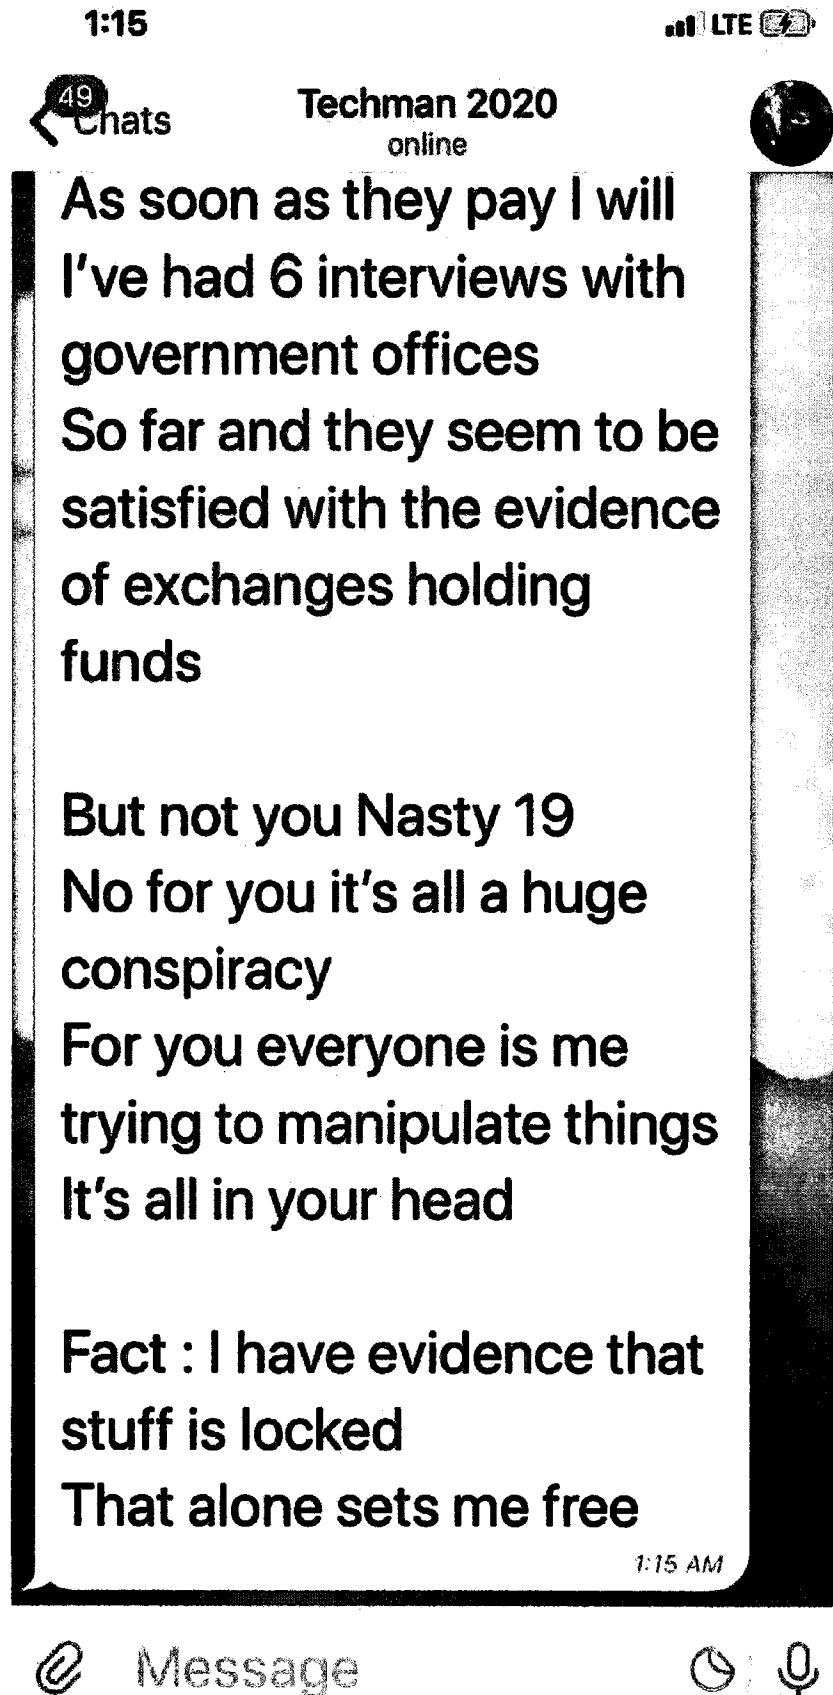 1:15
LTE
49
Chats
Techman 2020
online
As soon as they pay I will
I've had 6 interviews with
government offices
So far and they seem to be
satisfied with the evidence
of exchanges holding
funds
But not you Nasty 19
No for you it's all a huge
conspiracy
For you everyone is me
trying to manipulate things
It's all in your head
Fact : I have evidence that
stuff is locked
That alone sets me free
1:15 AM
Message